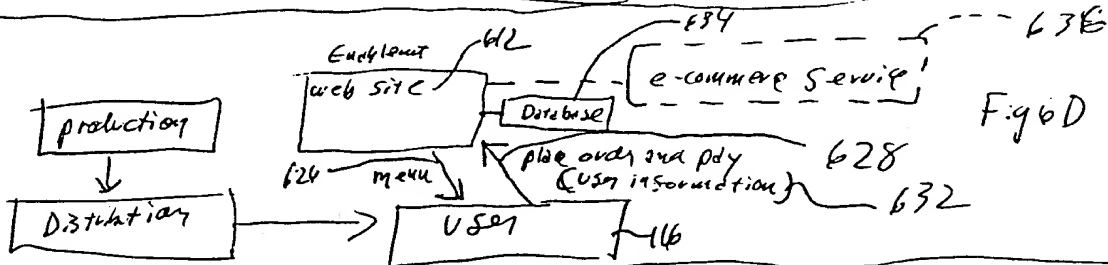 634
636
Enablement 612
web site
e-commerce Service
production
Database
Fig 6D
place order and pay
628
624
menu
(user information)
632
Distribution
user
116